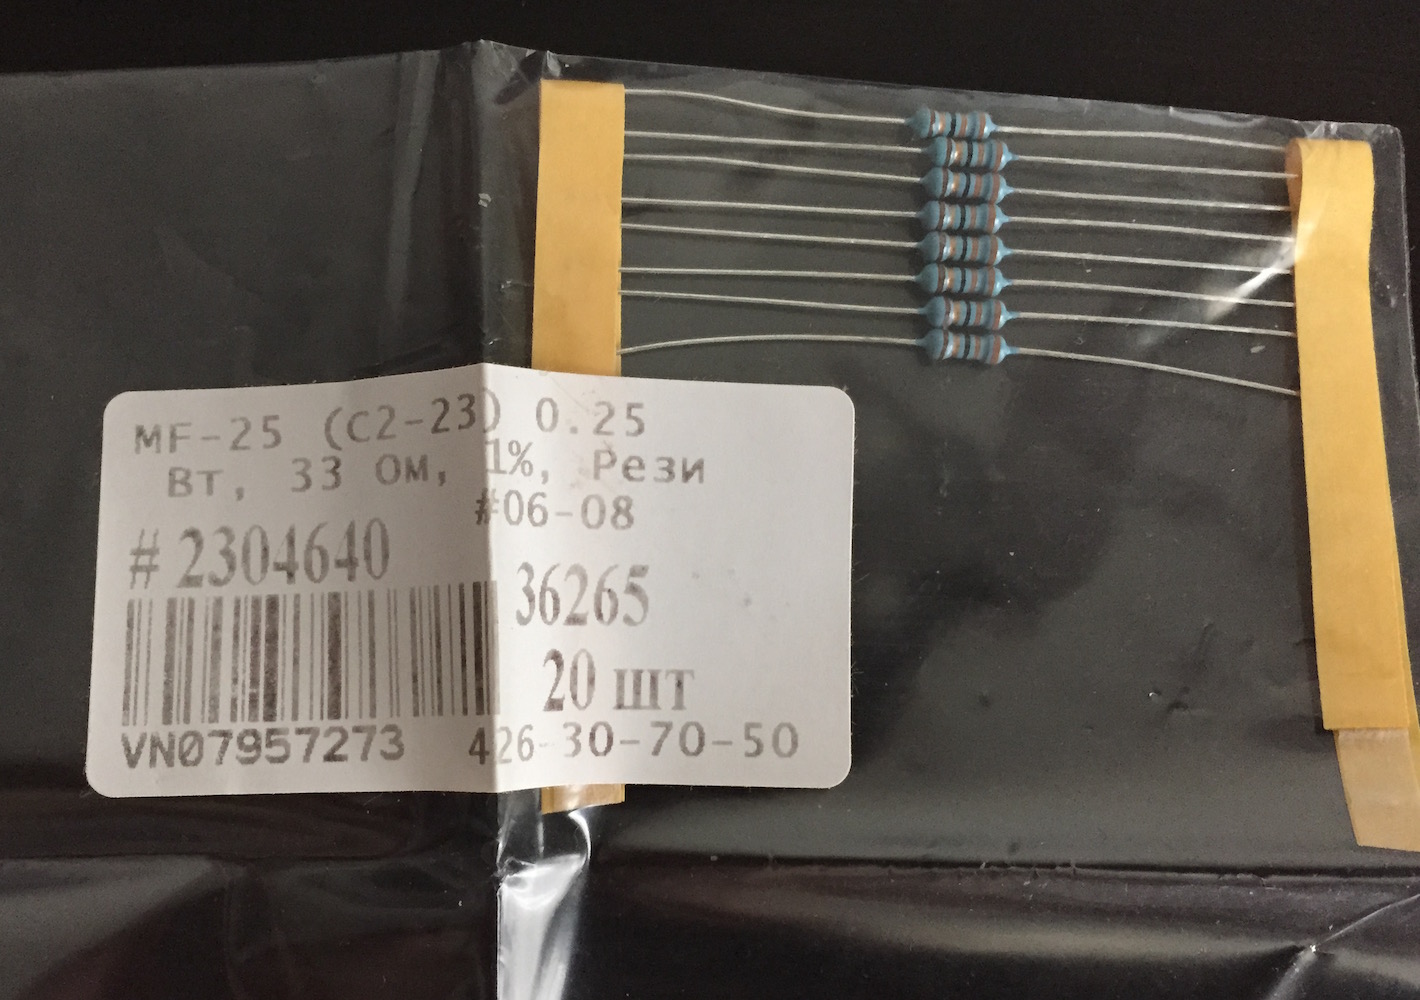 MF-25 (С2-23) 0.25
Вт, 33 Ом, 1%, Рези
#06-08
# 2304640
36265
20 шт
VN07957273 426-30-70-50